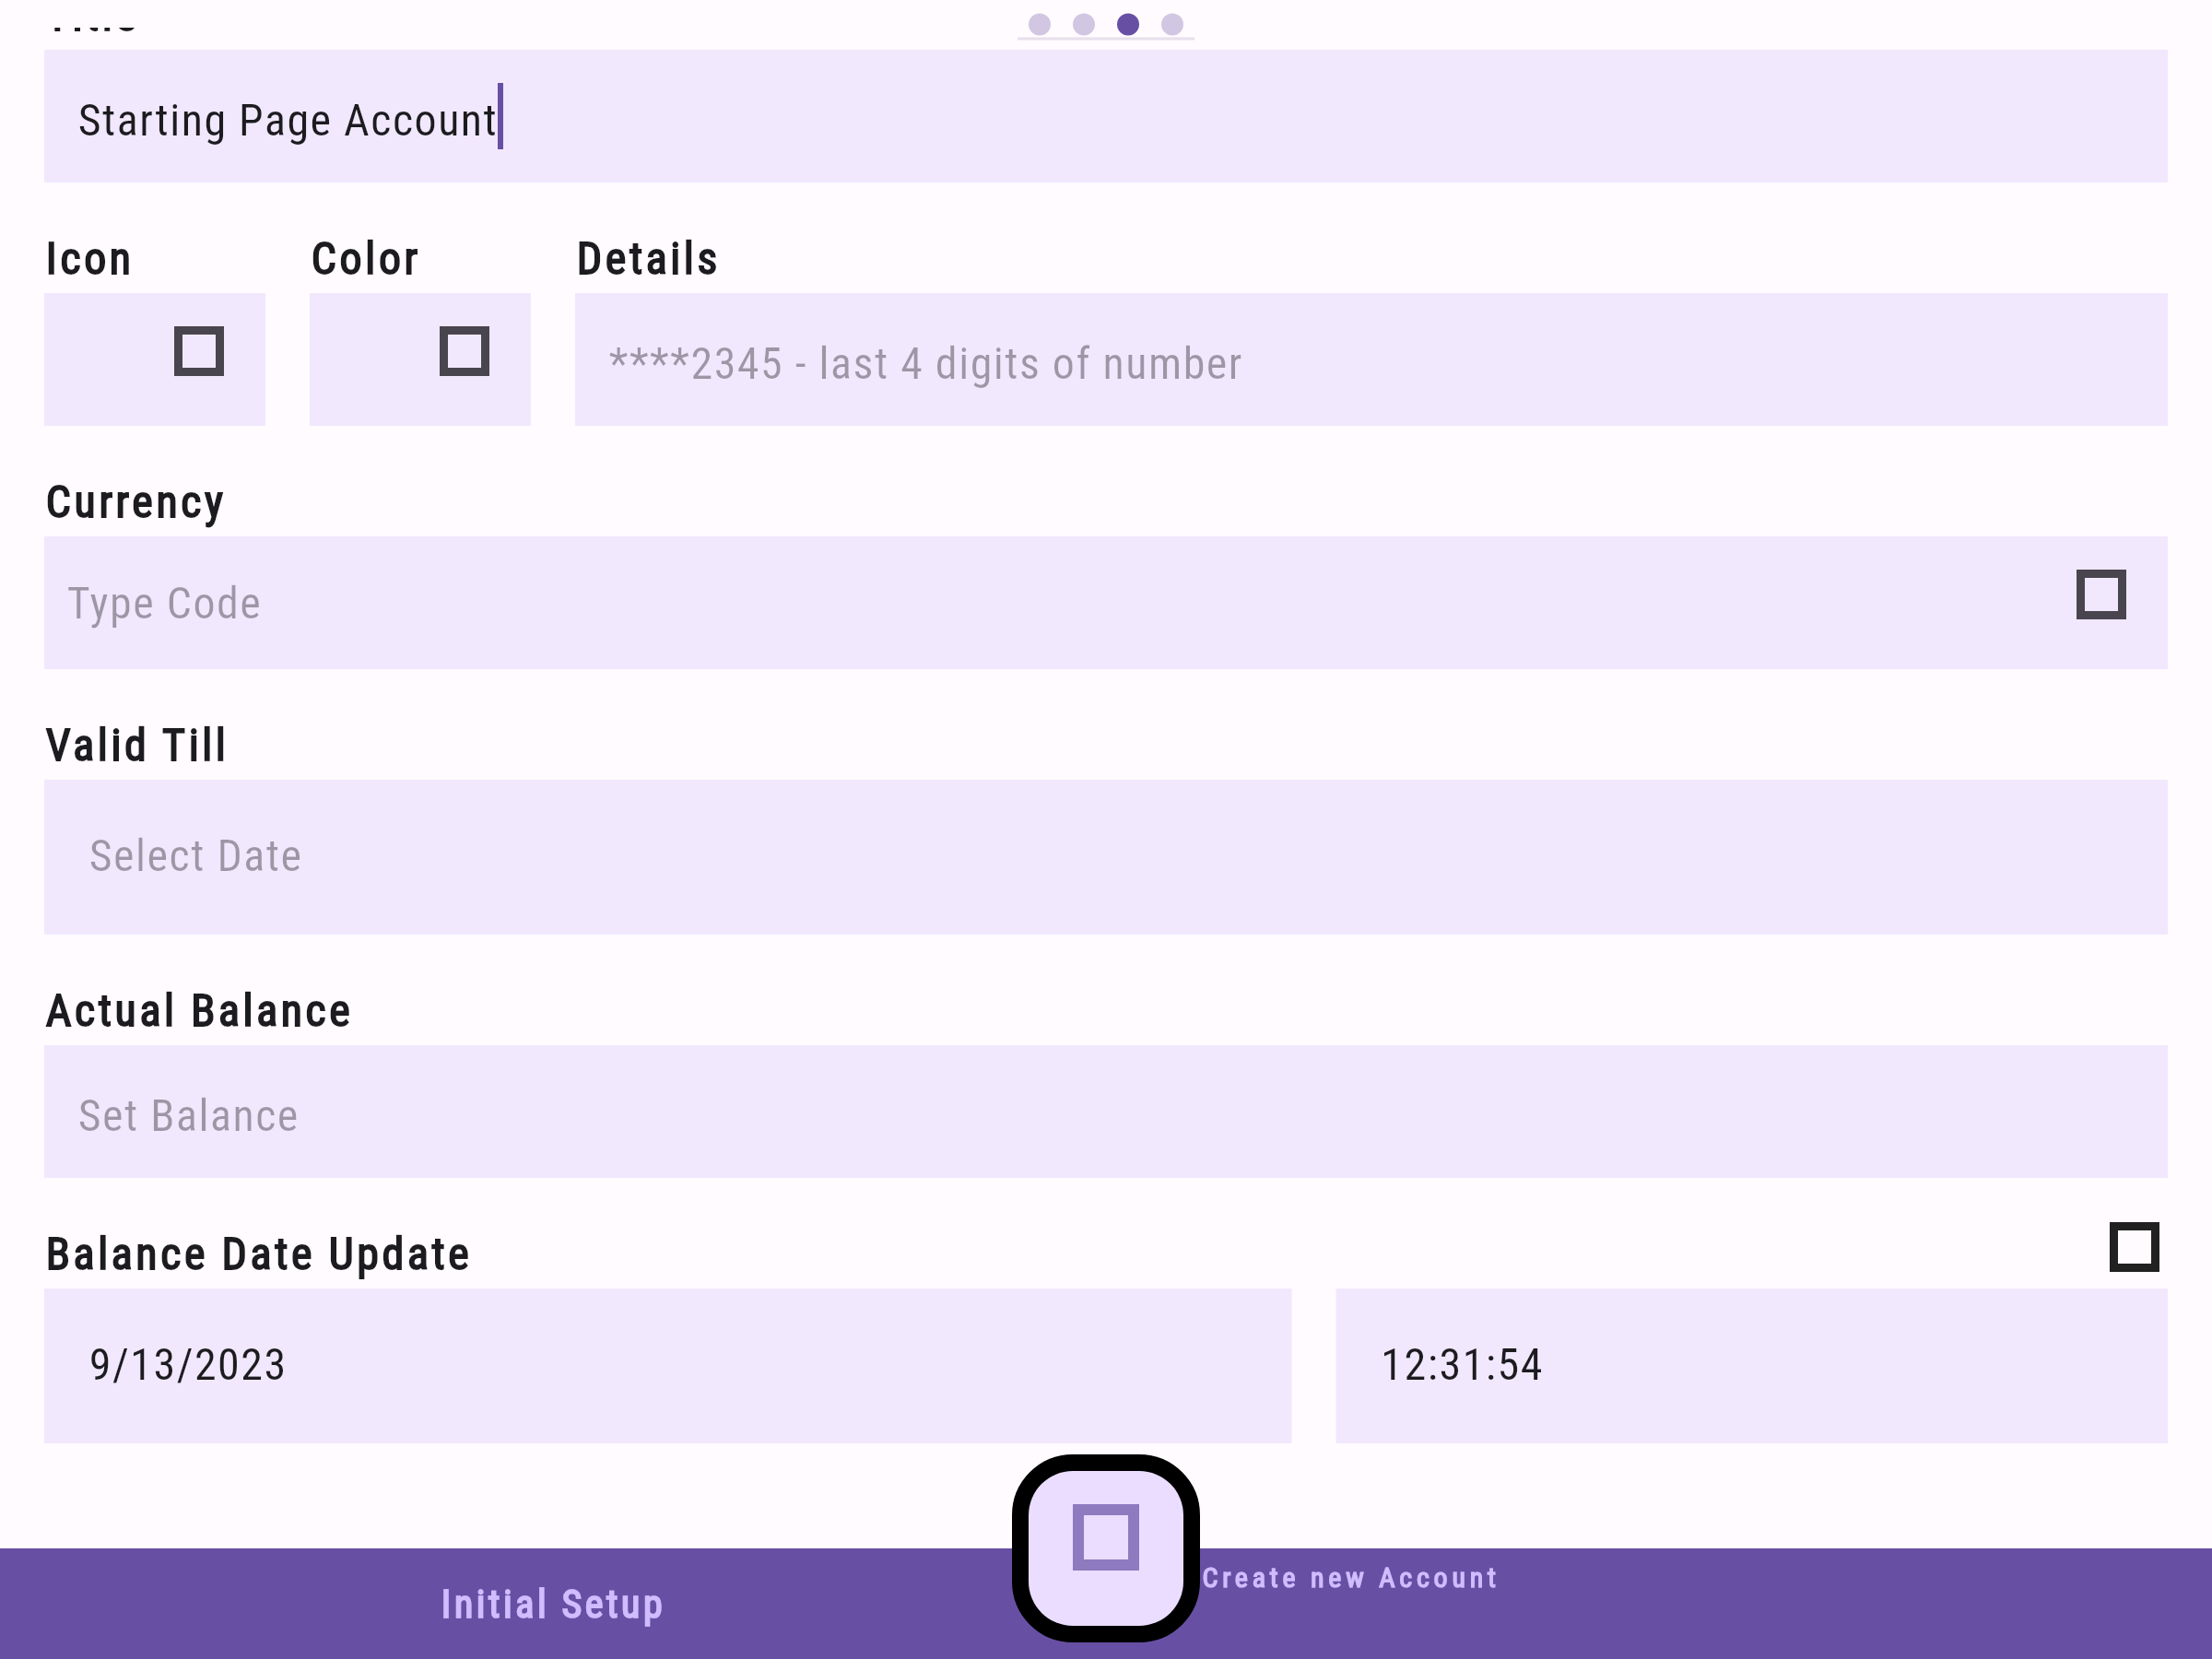 Starting Page Account
Icon Color Details
****2345 - last 4 digits of number
Currency
Type Code
Valid Till
Select Date
Actual Balance
Set Balance
Balance Date Update
9/13/2023 12:31:54
Initial Setup
Create new Account